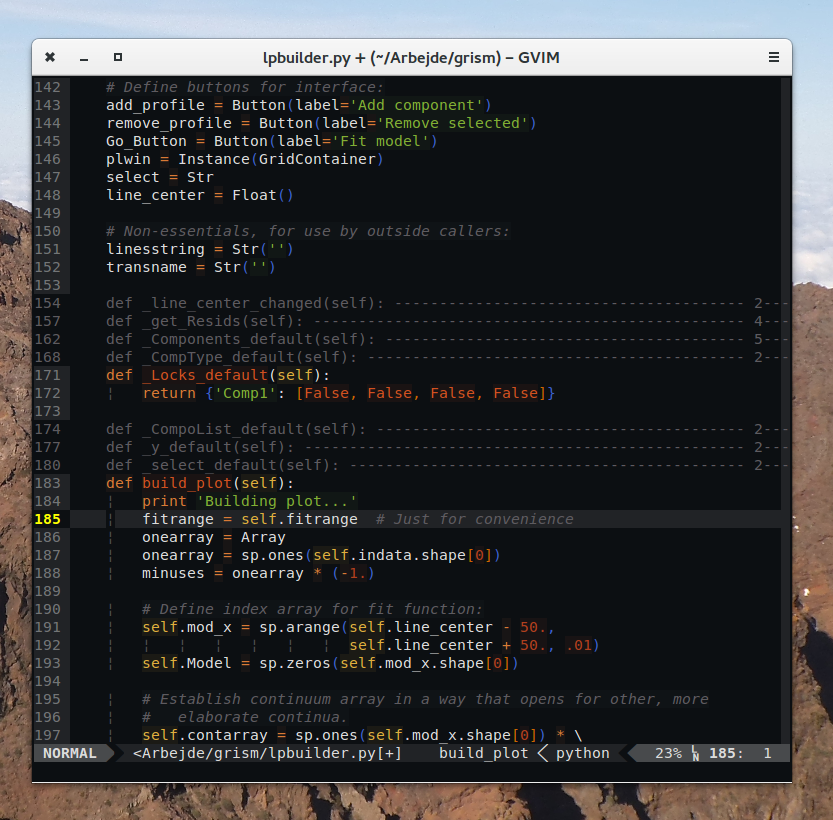 lpbuilder.py + (~/Arbejde/grism) – GVIM
142 # Define buttons for interface:
143 add_profile = Button(label='Add component')
144 remove_profile = Button(label='Remove selected')
145 Go_Button = Button(label='Fit model')
146 plwin = Instance(GridContainer)
147 select = Str
148 line_center = Float()
149
150 # Non-essentials, for use by outside callers:
151 linesstring = Str('')
152 transname = Str('')
153
154 def _line_center_changed(self): --------------------------------------- 2---
157 def _get_Resids(self): ------------------------------------------------ 4---
162 def _Components_default(self): ---------------------------------------- 5---
168 def _CompType_default(self): ------------------------------------------ 2---
171 def _Locks_default(self):
172 ¦ return {'Comp1': [False, False, False, False]}
173
174 def _CompoList_default(self): ----------------------------------------- 2---
177 def _y_default(self): ------------------------------------------------- 2---
180 def _select_default(self): -------------------------------------------- 2---
183 def build_plot(self):
184 ¦ print 'Building plot...'
185 ¦ fitrange = self.fitrange # Just for convenience
186 ¦ onearray = Array
187 ¦ onearray = sp.ones(self.indata.shape[0])
188 ¦ minuses = onearray * (-1.)
189
190 ¦ # Define index array for fit function:
191 ¦ self.mod_x = sp.arange(self.line_center - 50.,
192 ¦ ¦ ¦ ¦ ¦ ¦ ¦ self.line_center + 50., .01)
193 ¦ self.Model = sp.zeros(self.mod_x.shape[0])
194
195 ¦ # Establish continuum array in a way that opens for other, more
196 ¦ #   elaborate continua.
197 ¦ self.contarray = sp.ones(self.mod_x.shape[0]) * \
NORMAL <Arbejde/grism/lpbuilder.py[+] build_plot python 23% LN 185: 1